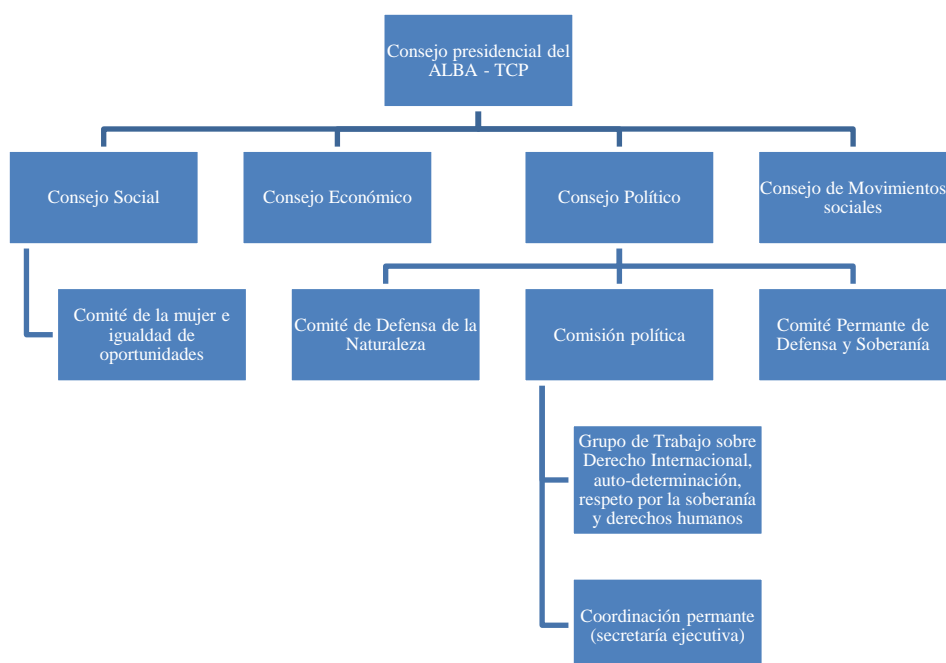 Consejo presidencial del
ALBA - TCP
Consejo Social
Consejo Económico
Consejo Político
Consejo de Movimientos
sociales
Comité de la mujer e
igualdad de
oportunidades
Comité de Defensa de la
Naturaleza
Comisión política
Comité Permante de
Defensa y Soberanía
Grupo de Trabajo sobre
Derecho Internacional,
auto-determinación,
respeto por la soberanía
y derechos humanos
Coordinación permante
(secretaría ejecutiva)